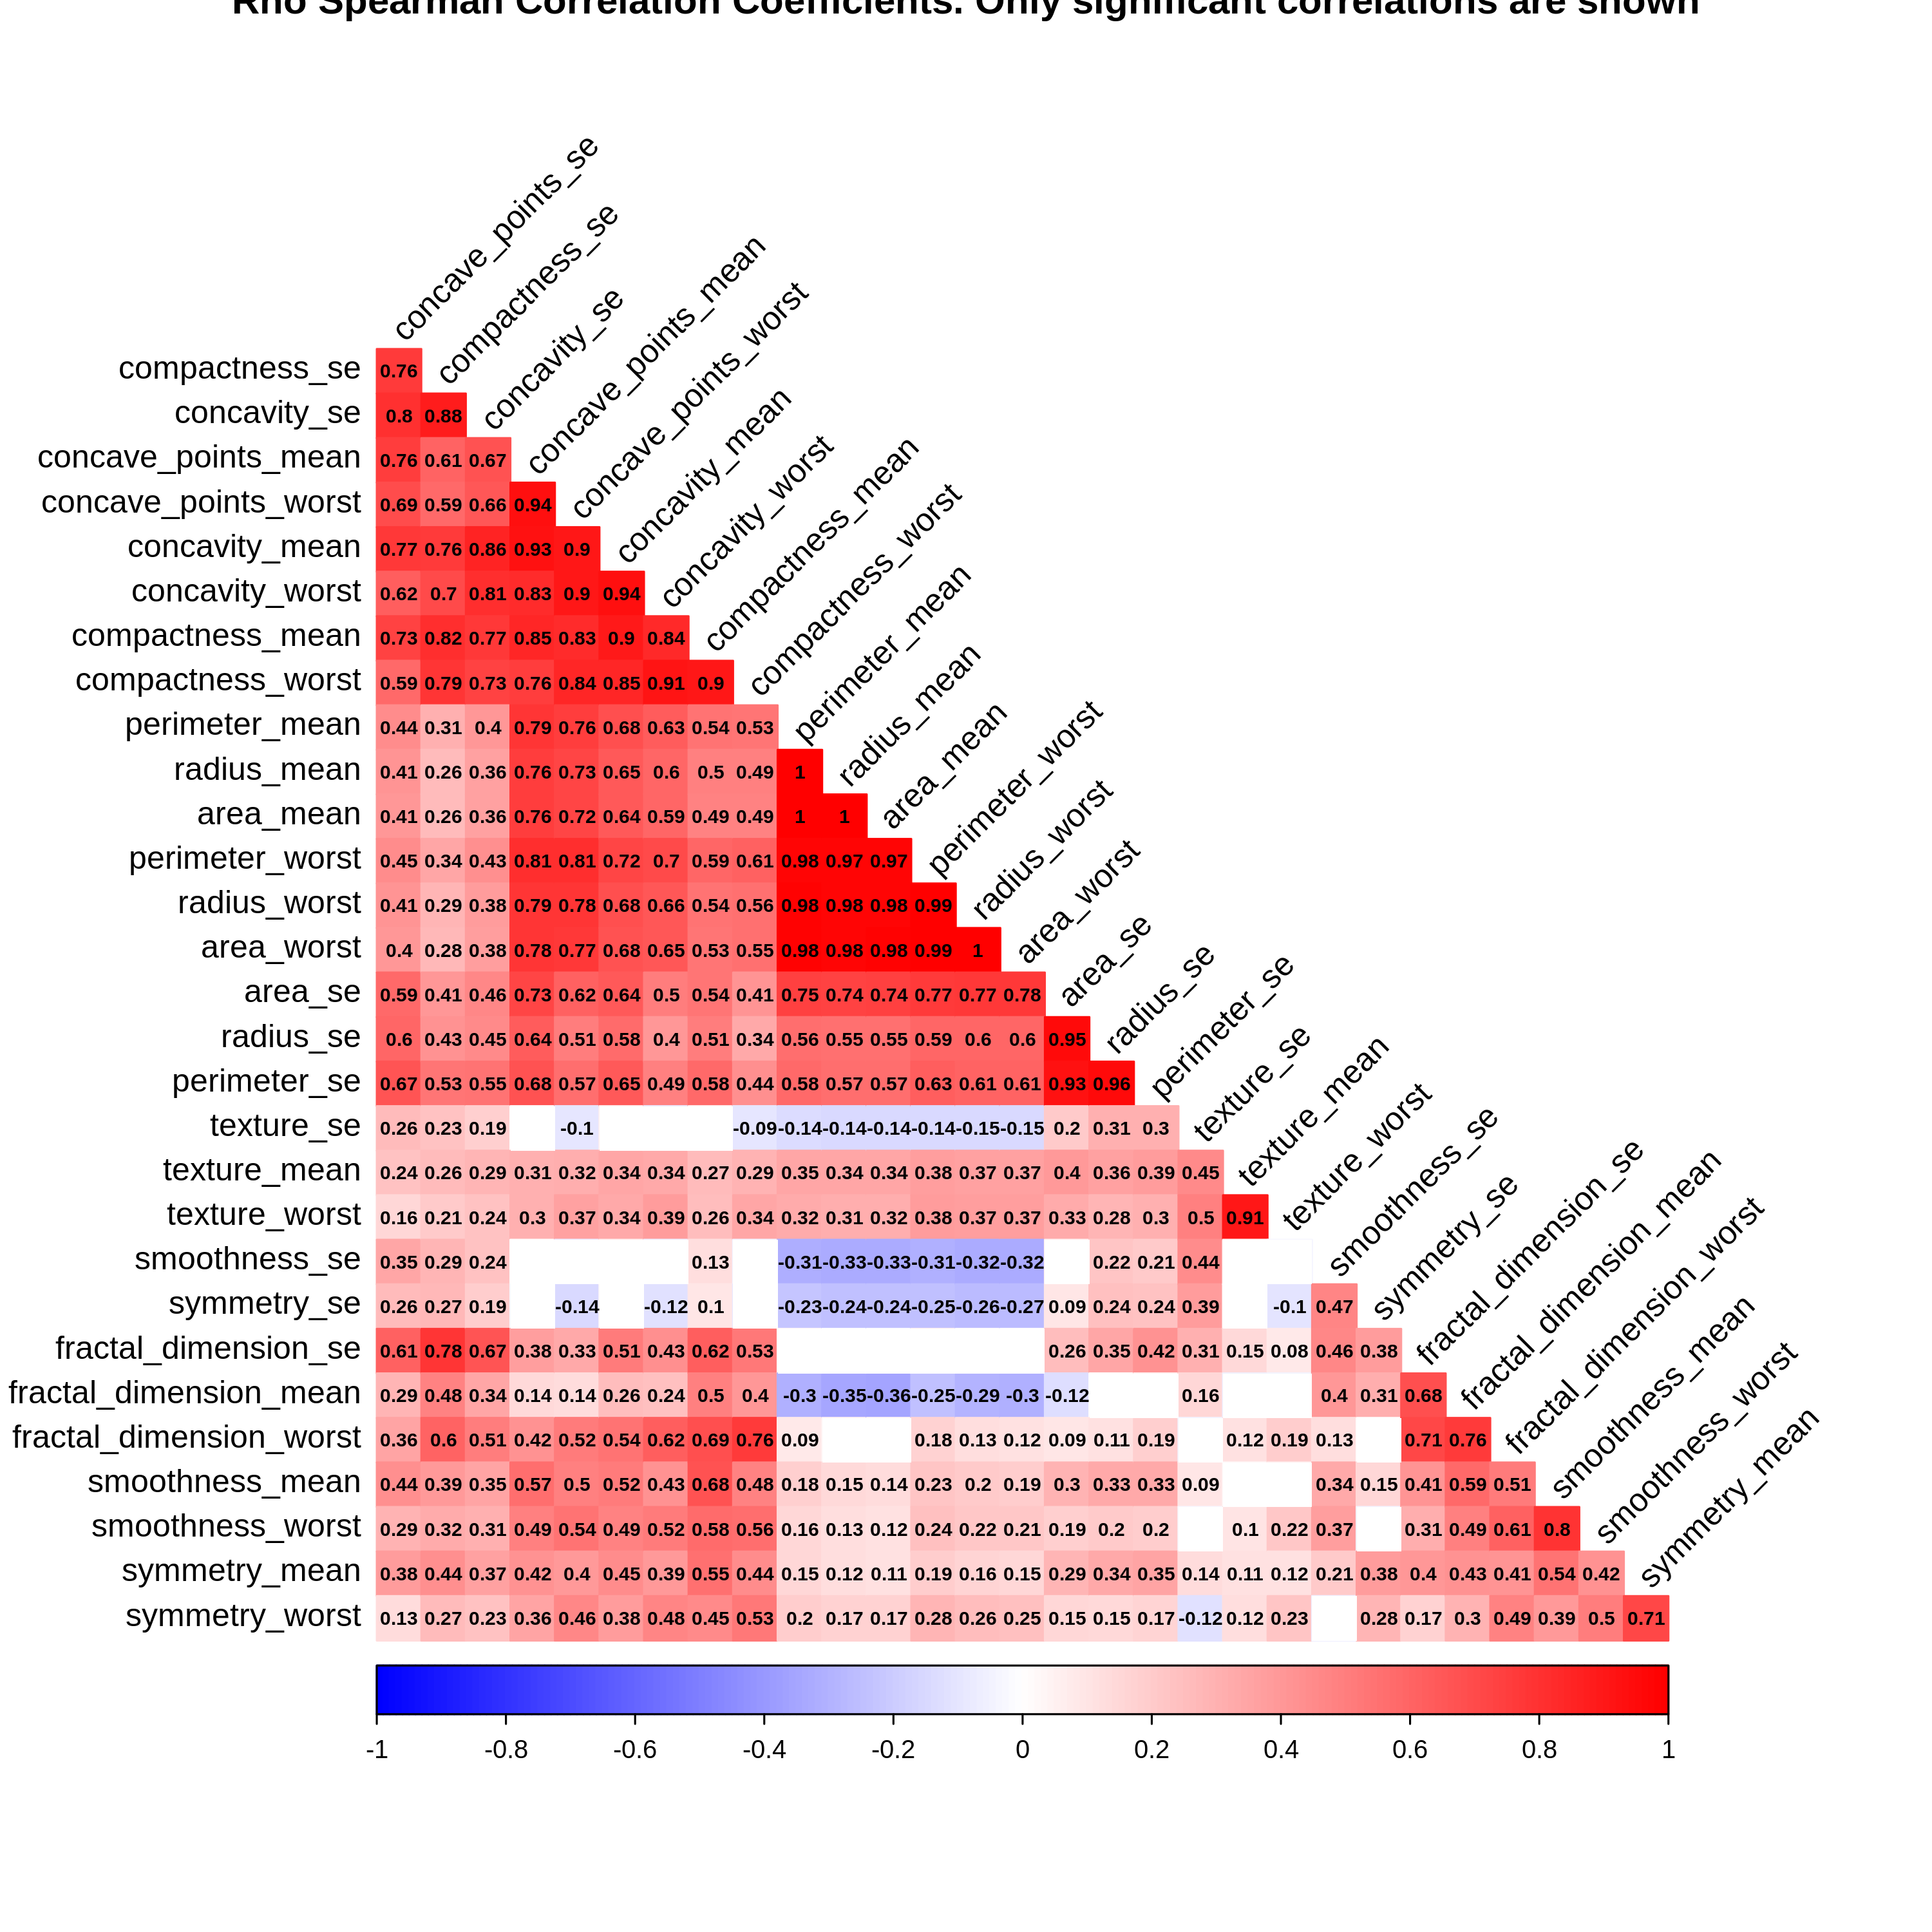 Rho Spearman Correlation Coefficients. Only significant correlations are shown
concave_points_se
compactness_se
concavity_se
concave_points_mean
concave_points_worst
concavity_mean
concavity_worst
compactness_mean
compactness_worst
perimeter_mean
radius_mean
area_mean
perimeter_worst
radius_worst
area_worst
area_se
radius_se
perimeter_se
texture_se
texture_mean
texture_worst
smoothness_se
symmetry_se
fractal_dimension_se
fractal_dimension_mean
fractal_dimension_worst
smoothness_mean
smoothness_worst
symmetry_mean
compactness_se 0.76
concavity_se 0.8 0.88
concave_points_mean 0.76 0.61 0.67
concave_points_worst 0.69 0.59 0.66 0.94
concavity_mean 0.77 0.76 0.86 0.93 0.9
concavity_worst 0.62 0.7 0.81 0.83 0.9 0.94
compactness_mean 0.73 0.82 0.77 0.85 0.83 0.9 0.84
compactness_worst 0.59 0.79 0.73 0.76 0.84 0.85 0.91 0.9
perimeter_mean 0.44 0.31 0.4 0.79 0.76 0.68 0.63 0.54 0.53
radius_mean 0.41 0.26 0.36 0.76 0.73 0.65 0.6 0.5 0.49 1
area_mean 0.41 0.26 0.36 0.76 0.72 0.64 0.59 0.49 0.49 1 1
perimeter_worst 0.45 0.34 0.43 0.81 0.81 0.72 0.7 0.59 0.61 0.98 0.97 0.97
radius_worst 0.41 0.29 0.38 0.79 0.78 0.68 0.66 0.54 0.56 0.98 0.98 0.98 0.99
area_worst 0.4 0.28 0.38 0.78 0.77 0.68 0.65 0.53 0.55 0.98 0.98 0.98 0.99 1
area_se 0.59 0.41 0.46 0.73 0.62 0.64 0.5 0.54 0.41 0.75 0.74 0.74 0.77 0.77 0.78
radius_se 0.6 0.43 0.45 0.64 0.51 0.58 0.4 0.51 0.34 0.56 0.55 0.55 0.59 0.6 0.6 0.95
perimeter_se 0.67 0.53 0.55 0.68 0.57 0.65 0.49 0.58 0.44 0.58 0.57 0.57 0.63 0.61 0.61 0.93 0.96
texture_se 0.26 0.23 0.19 -0.1 -0.09 -0.14 -0.14 -0.14 -0.14 -0.15 -0.15 0.2 0.31 0.3
texture_mean 0.24 0.26 0.29 0.31 0.32 0.34 0.34 0.27 0.29 0.35 0.34 0.34 0.38 0.37 0.37 0.4 0.36 0.39 0.45
texture_worst 0.16 0.21 0.24 0.3 0.37 0.34 0.39 0.26 0.34 0.32 0.31 0.32 0.38 0.37 0.37 0.33 0.28 0.3 0.5 0.91
smoothness_se 0.35 0.29 0.24 0.13 -0.31 -0.33 -0.33 -0.31 -0.32 -0.32 0.22 0.21 0.44
symmetry_se 0.26 0.27 0.19 -0.14 -0.12 0.1 -0.23 -0.24 -0.24 -0.25 -0.26 -0.27 0.09 0.24 0.24 0.39 -0.1 0.47
fractal_dimension_se 0.61 0.78 0.67 0.38 0.33 0.51 0.43 0.62 0.53 0.26 0.35 0.42 0.31 0.15 0.08 0.46 0.38
fractal_dimension_mean 0.29 0.48 0.34 0.14 0.14 0.26 0.24 0.5 0.4 -0.3 -0.35 -0.36 -0.25 -0.29 -0.3 -0.12 0.16 0.4 0.31 0.68
fractal_dimension_worst 0.36 0.6 0.51 0.42 0.52 0.54 0.62 0.69 0.76 0.09 0.18 0.13 0.12 0.09 0.11 0.19 0.12 0.19 0.13 0.71 0.76
smoothness_mean 0.44 0.39 0.35 0.57 0.5 0.52 0.43 0.68 0.48 0.18 0.15 0.14 0.23 0.2 0.19 0.3 0.33 0.33 0.09 0.34 0.15 0.41 0.59 0.51
smoothness_worst 0.29 0.32 0.31 0.49 0.54 0.49 0.52 0.58 0.56 0.16 0.13 0.12 0.24 0.22 0.21 0.19 0.2 0.2 0.1 0.22 0.37 0.31 0.49 0.61 0.8
symmetry_mean 0.38 0.44 0.37 0.42 0.4 0.45 0.39 0.55 0.44 0.15 0.12 0.11 0.19 0.16 0.15 0.29 0.34 0.35 0.14 0.11 0.12 0.21 0.38 0.4 0.43 0.41 0.54 0.42
symmetry_worst 0.13 0.27 0.23 0.36 0.46 0.38 0.48 0.45 0.53 0.2 0.17 0.17 0.28 0.26 0.25 0.15 0.15 0.17 -0.12 0.12 0.23 0.28 0.17 0.3 0.49 0.39 0.5 0.71
-1 -0.8 -0.6 -0.4 -0.2 0 0.2 0.4 0.6 0.8 1